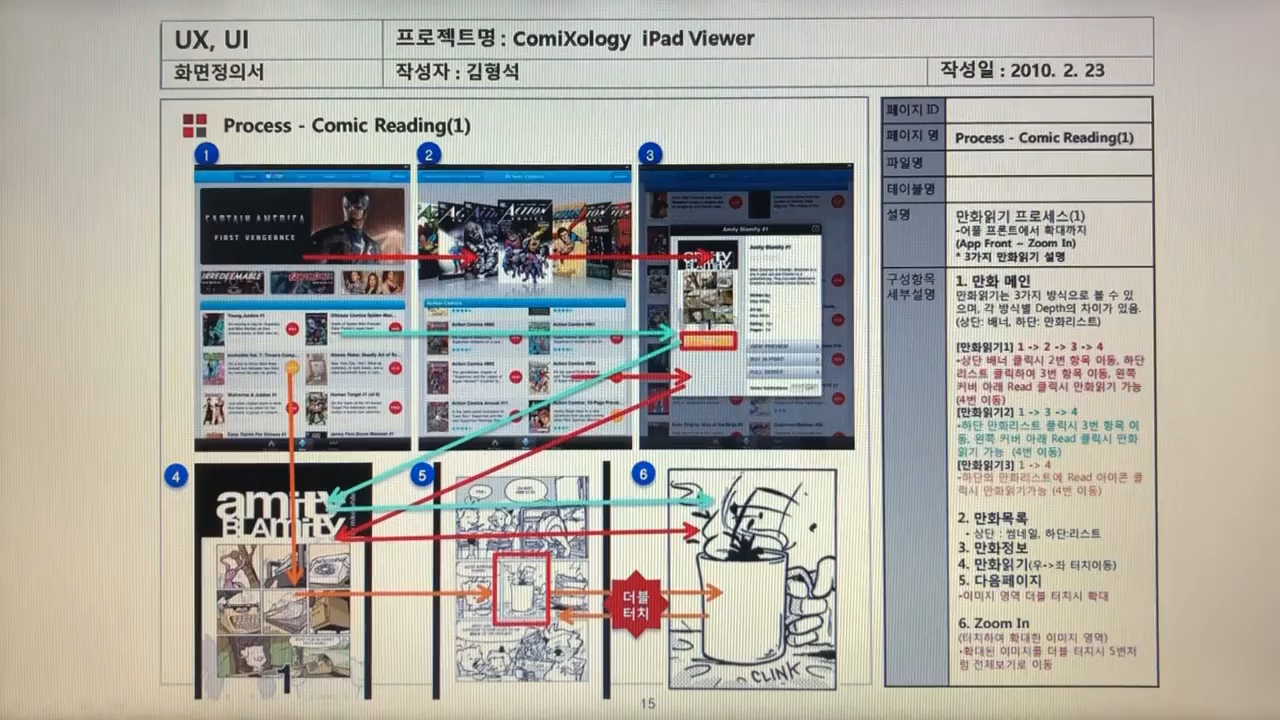 UX, UI
프로젝트명 : ComiXology iPad Viewer
화면정의서
작성자 : 김형석
작성일 : 2010. 2. 23
Process - Comic Reading(1)
1
2
3
CAPTAIN AMERICA
FIRST VENGEANCE
IRREDEEMABLE
Young Justice #1
Action Comics
ACTION
Action Comics
Amity Blamity #1
Amity Blamity #1
VIEW PREVIEW
4
5
6
amity
BLAMITY
1
더블
터치
CLINK
페이지 ID
페이지 명
Process - Comic Reading(1)
파일명
테이블명
설명
만화읽기 프로세스(1)
-어플 프론트에서 확대까지
(App Front ~ Zoom In)
* 3가지 만화읽기 설명
구성항목
세부설명
1. 만화 메인
만화읽기는 3가지 방식으로 볼 수 있
으며, 각 방식별 Depth의 차이가 있음.
(상단: 배너, 하단: 만화리스트)
[만화읽기1] 1 -> 2 -> 3 -> 4
-상단 배너 클릭시 2번 항목 이동, 하단
리스트 클릭하여 3번 항목 이동, 왼쪽
커버 아래 Read 클릭시 만화읽기 가능
(4번 이동)
[만화읽기2] 1 -> 3 -> 4
-하단 만화리스트 클릭시 3번 항목 이
동, 왼쪽 커버 아래 Read 클릭시 만화
읽기 가능 (4번 이동)
[만화읽기3] 1 -> 4
-하단의 만화리스트에 Read 아이콘 클
릭시 만화읽기가능 (4번 이동)
2. 만화목록
- 상단 : 썸네일, 하단:리스트
3. 만화정보
4. 만화읽기(우->좌 터치이동)
5. 다음페이지
-이미지 영역 더블 터치시 확대
6. Zoom In
(터치하여 확대한 이미지 영역)
-확대된 이미지를 더블 터치시 5번처
럼 전체보기로 이동
15